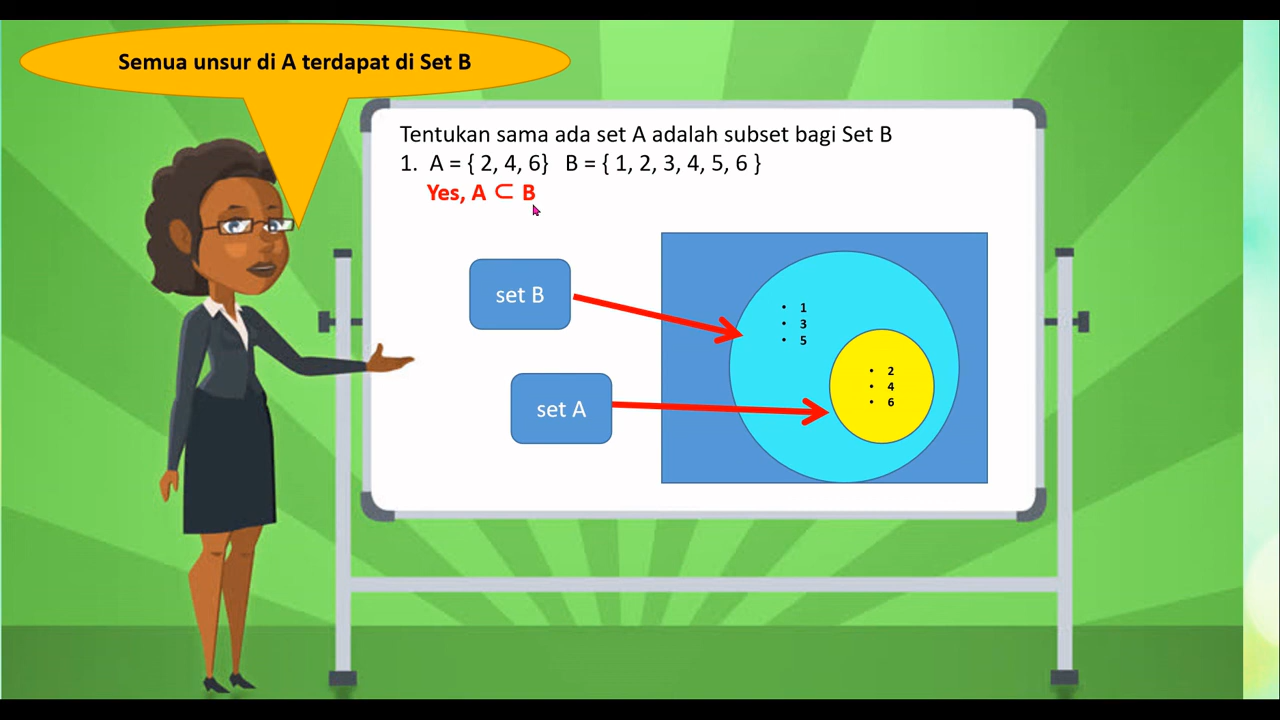 Semua unsur di A terdapat di Set B
Tentukan sama ada set A adalah subset bagi Set B
1. A = { 2, 4, 6} B = { 1, 2, 3, 4, 5, 6 }
Yes, A ⊂ B
set B
• 1
• 3
• 5
set A
• 2
• 4
• 6